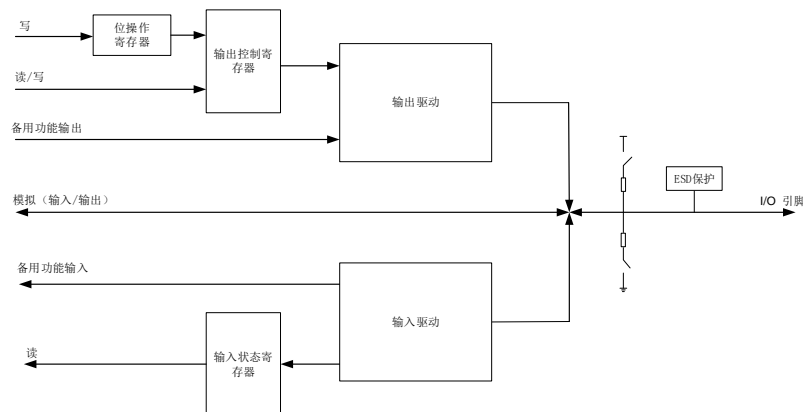 写
位操作
寄存器
输出控制寄
存器
读/写
输出驱动
备用功能输出
ESD保护
模拟（输入/输出）
I/O 引脚
备用功能输入
输入驱动
读
输入状态寄
存器